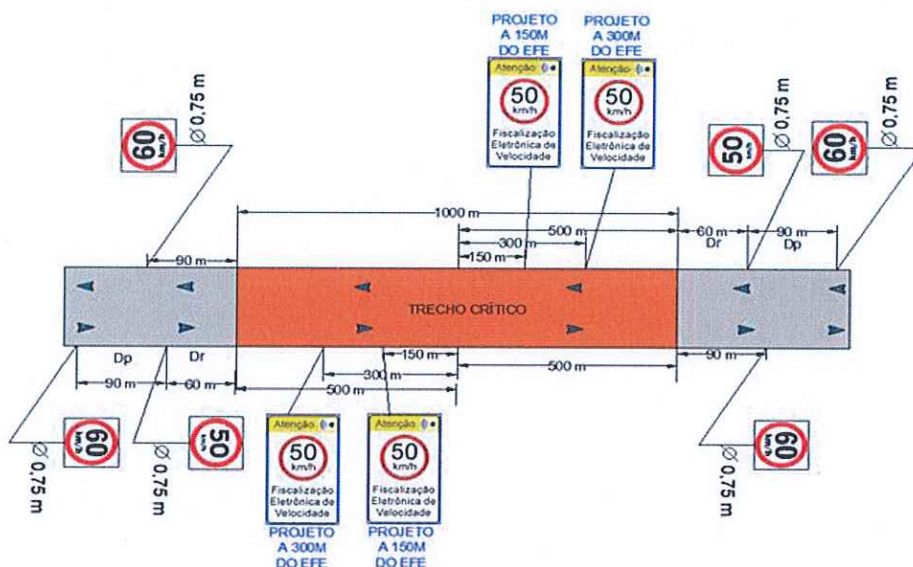 PROJETO
A 150M
DO EFE
PROJETO
A 300M
DO EFE
Atenção
50
km/h
Fiscalização
Eletrônica de
Velocidade
Atenção
50
km/h
Fiscalização
Eletrônica de
Velocidade
60
km/h
Ø 0,75 m
50
km/h
Ø 0,75 m
60
km/h
Ø 0,75 m
1000 m
500 m
60 m
90 m
300 m
Dr
Dp
90 m
150 m
TRECHO CRÍTICO
Dp
Dr
150 m
90 m
90 m
60 m
300 m
500 m
500 m
60
km/h
Ø 0,75 m
50
km/h
Ø 0,75 m
Atenção
50
km/h
Fiscalização
Eletrônica de
Velocidade
PROJETO
A 300M
DO EFE
Atenção
50
km/h
Fiscalização
Eletrônica de
Velocidade
PROJETO
A 150M
DO EFE
Ø 0,75 m
60
km/h